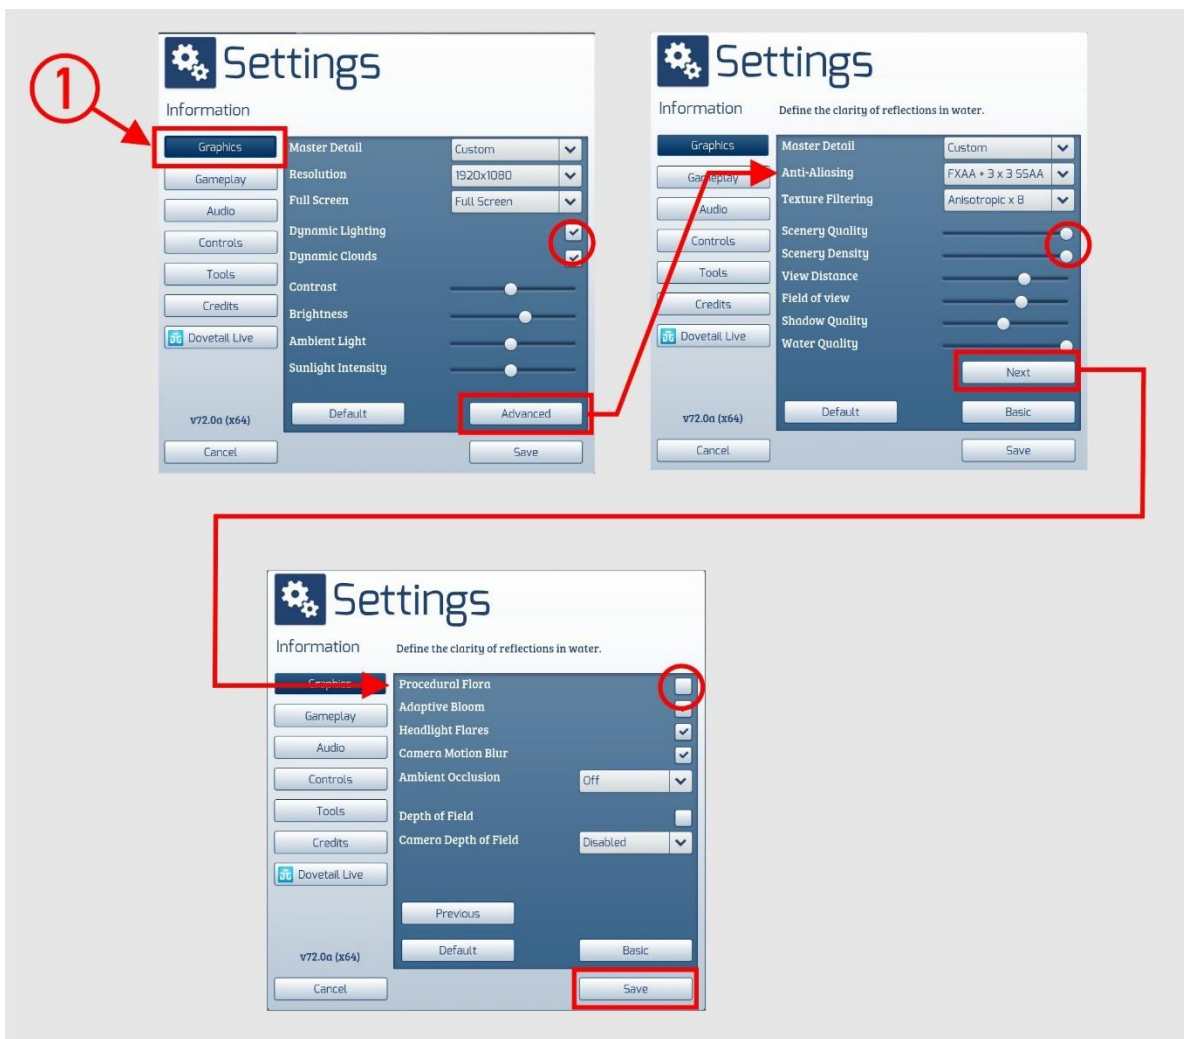 1
Settings
Information
Graphics
Gameplay
Audio
Controls
Tools
Credits
Dovetail Live
v72.0a (x64)
Cancel
Master Detail Custom
Resolution 1920x1080
Full Screen Full Screen
Dynamic Lighting
Dynamic Clouds
Contrast
Brightness
Ambient Light
Sunlight Intensity
Default Advanced
Save
Settings
Information Define the clarity of reflections in water.
Graphics
Gameplay
Audio
Controls
Tools
Credits
Dovetail Live
v72.0a (x64)
Cancel
Master Detail Custom
Anti-Aliasing FXAA + 3 x 3 SSAA
Texture Filtering Anisotropic x 8
Scenery Quality
Scenery Density
View Distance
Field of view
Shadow Quality
Water Quality
Next
Default Basic
Save
Settings
Information Define the clarity of reflections in water.
Graphics
Gameplay
Audio
Controls
Tools
Credits
Dovetail Live
v72.0a (x64)
Cancel
Procedural Flora
Adaptive Bloom
Headlight Flares
Camera Motion Blur
Ambient Occlusion Off
Depth of Field
Camera Depth of Field Disabled
Previous
Default Basic
Save